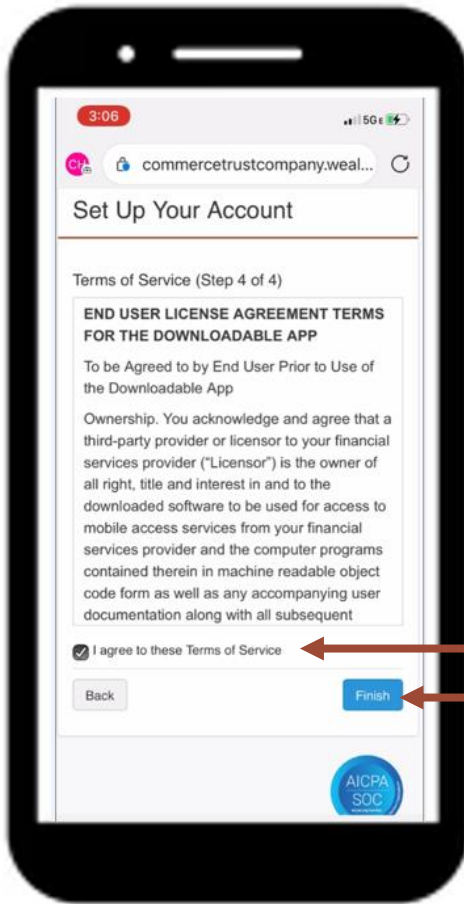 3:06
5G E
CH
commercetrustcompany.weal...
Set Up Your Account
Terms of Service (Step 4 of 4)
END USER LICENSE AGREEMENT TERMS
FOR THE DOWNLOADABLE APP
To be Agreed to by End User Prior to Use of
the Downloadable App
Ownership. You acknowledge and agree that a
third-party provider or licensor to your financial
services provider (“Licensor”) is the owner of
all right, title and interest in and to the
downloaded software to be used for access to
mobile access services from your financial
services provider and the computer programs
contained therein in machine readable object
code form as well as any accompanying user
documentation along with all subsequent
I agree to these Terms of Service
Back
Finish
AICPA
SOC